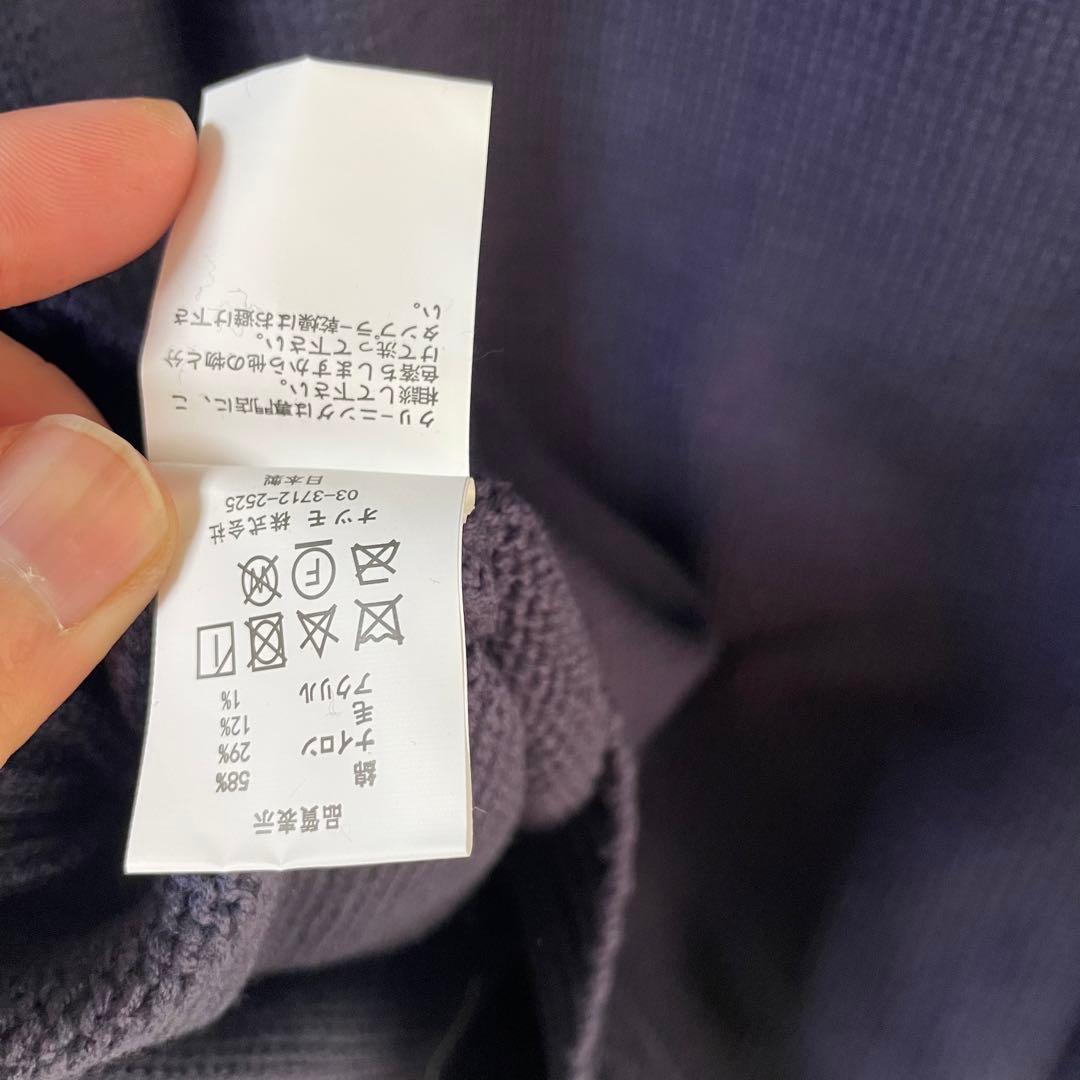 品質表示
綿 58%
ナイロン 29%
毛 12%
アクリル 1%
F
W
オツモ 株式会社
03-3712-2525
日本製
クリーニングは専門店に、ご
相談して下さい。
色落ちしますから他の物と分
けて洗って下さい。
タンブラー乾燥はお避け下さ
い。